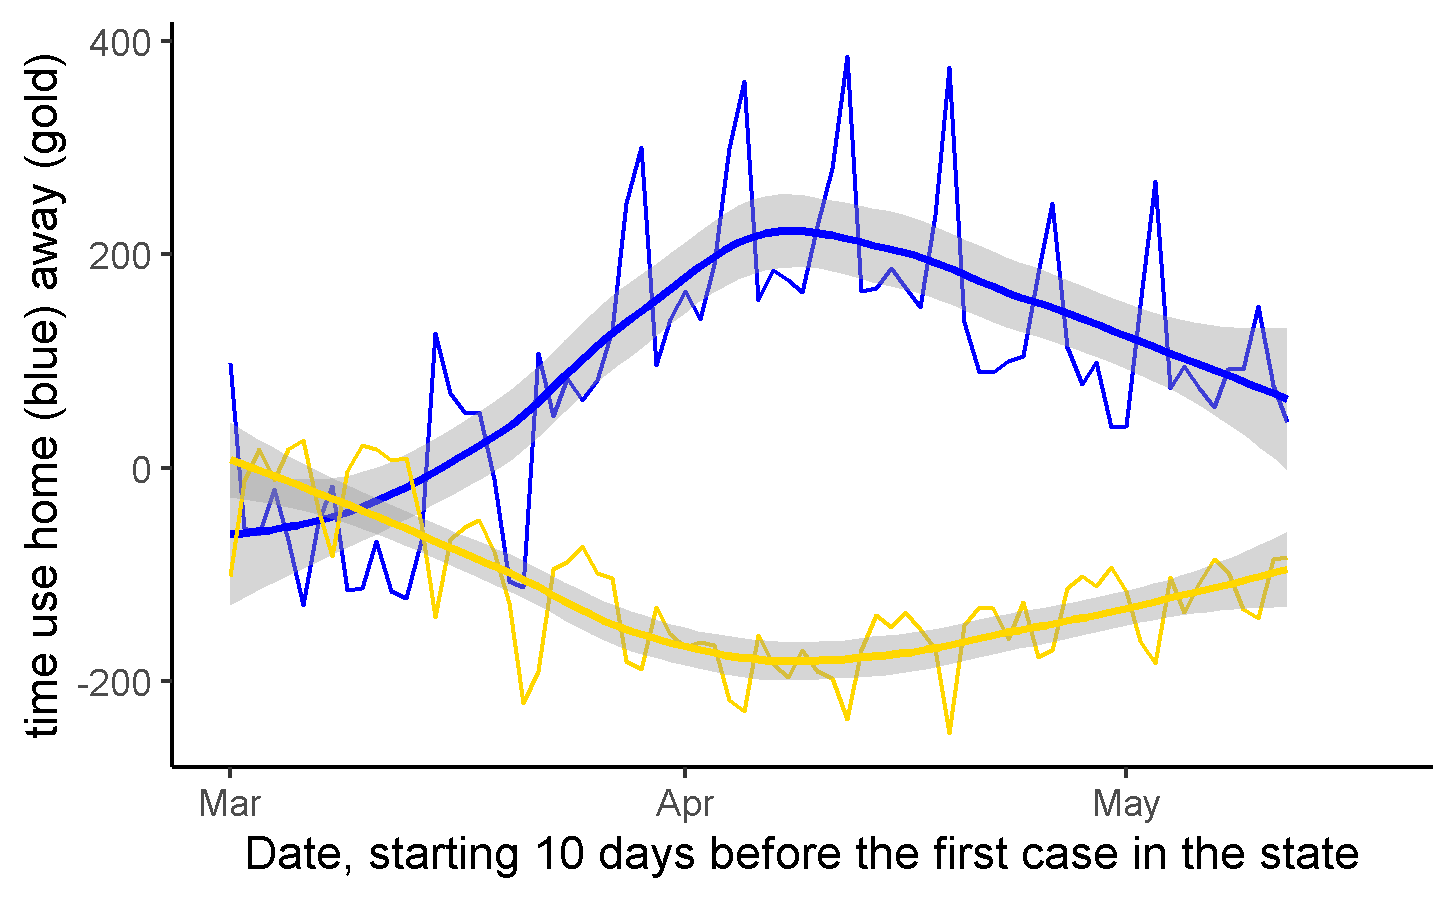 time use home (blue) away (gold)
400
200
0
-200
Mar
Apr
May
Date, starting 10 days before the first case in the state